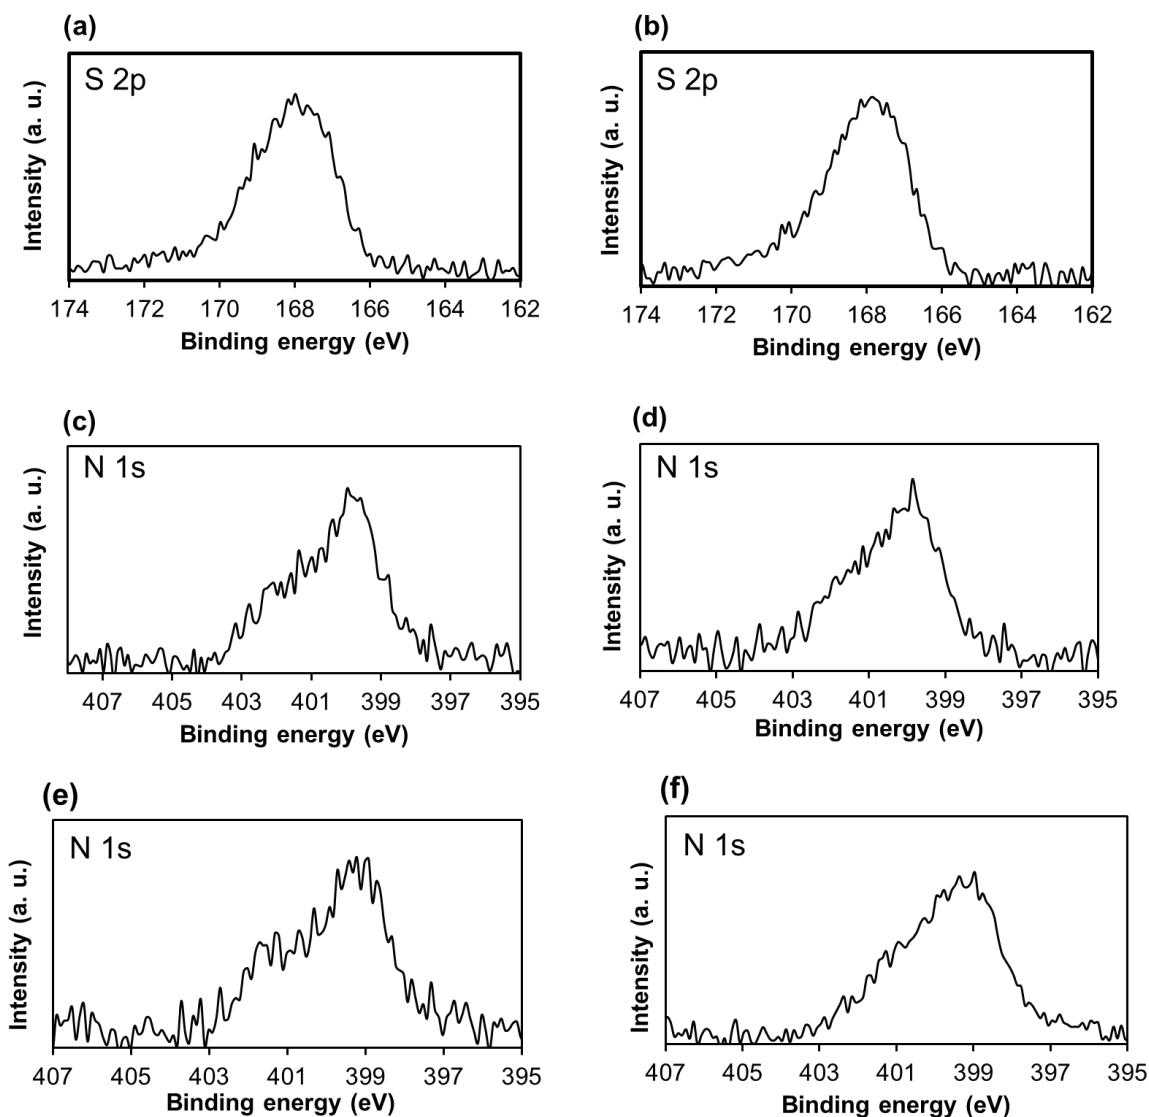 (a)
S 2p
Intensity (a. u.)
174 172 170 168 166 164 162
Binding energy (eV)
(b)
S 2p
Intensity (a. u.)
174 172 170 168 166 164 162
Binding energy (eV)
(c)
N 1s
Intensity (a. u.)
407 405 403 401 399 397 395
Binding energy (eV)
(d)
N 1s
Intensity (a. u.)
407 405 403 401 399 397 395
Binding energy (eV)
(e)
N 1s
Intensity (a. u.)
407 405 403 401 399 397 395
Binding energy (eV)
(f)
N 1s
Intensity (a. u.)
407 405 403 401 399 397 395
Binding energy (eV)